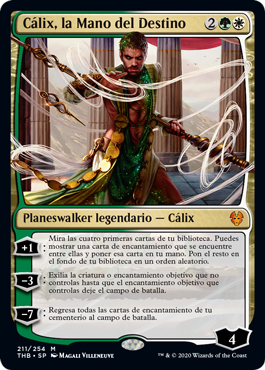 Cálix, la Mano del Destino 2
Planeswalker legendario — Cálix
+1 Mira las cuatro primeras cartas de tu biblioteca. Puedes
mostrar una carta de encantamiento que se encuentre
entre ellas y poner esa carta en tu mano. Pon el resto en
el fondo de tu biblioteca en un orden aleatorio.
−3 Exilia la criatura o encantamiento objetivo que no
controlas hasta que el encantamiento objetivo que
controlas deje el campo de batalla.
−7 Regresa todas las cartas de encantamiento de tu
cementerio al campo de batalla.
4
211/254 M
THB • SP MAGALI VILLENEUVE
™ & © 2020 Wizards of the Coast